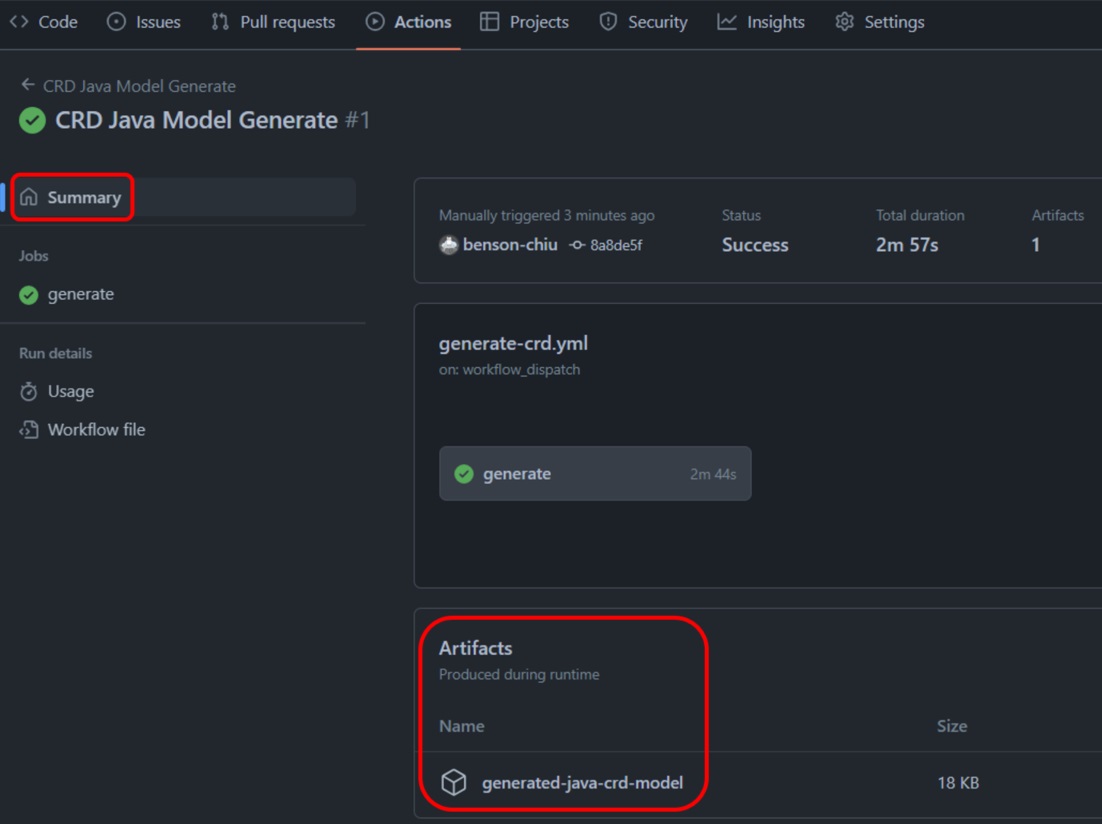 Code Issues Pull requests Actions Projects Security Insights Settings
CRD Java Model Generate
CRD Java Model Generate #1
Summary
Jobs
generate
Run details
Usage
Workflow file
Manually triggered 3 minutes ago Status Total duration Artifacts
benson-chiu 8a8de5f Success 2m 57s 1
generate-crd.yml
on: workflow_dispatch
generate 2m 44s
Artifacts
Produced during runtime
Name Size
generated-java-crd-model 18 KB